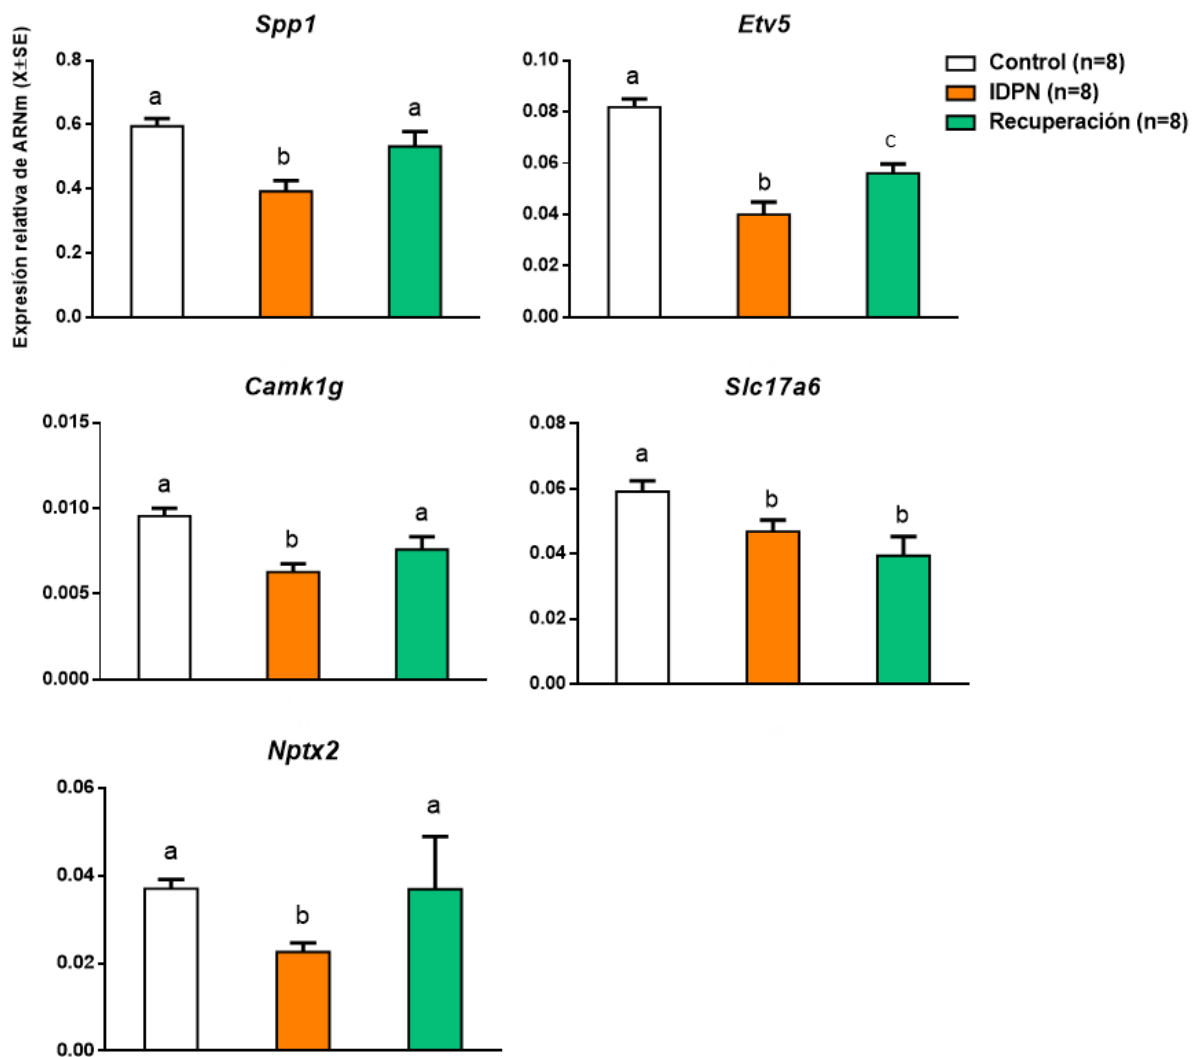 Expresión relativa de ARNm (X±SE)
Spp1
0.8
0.6
0.4
0.2
0.0
a
b
a
Etv5
0.10
0.08
0.06
0.04
0.02
0.00
a
b
c
Control (n=8)
IDPN (n=8)
Recuperación (n=8)
Camk1g
0.015
0.010
0.005
0.000
a
b
a
Slc17a6
0.08
0.06
0.04
0.02
0.00
a
b
b
Nptx2
0.06
0.04
0.02
0.00
a
b
a